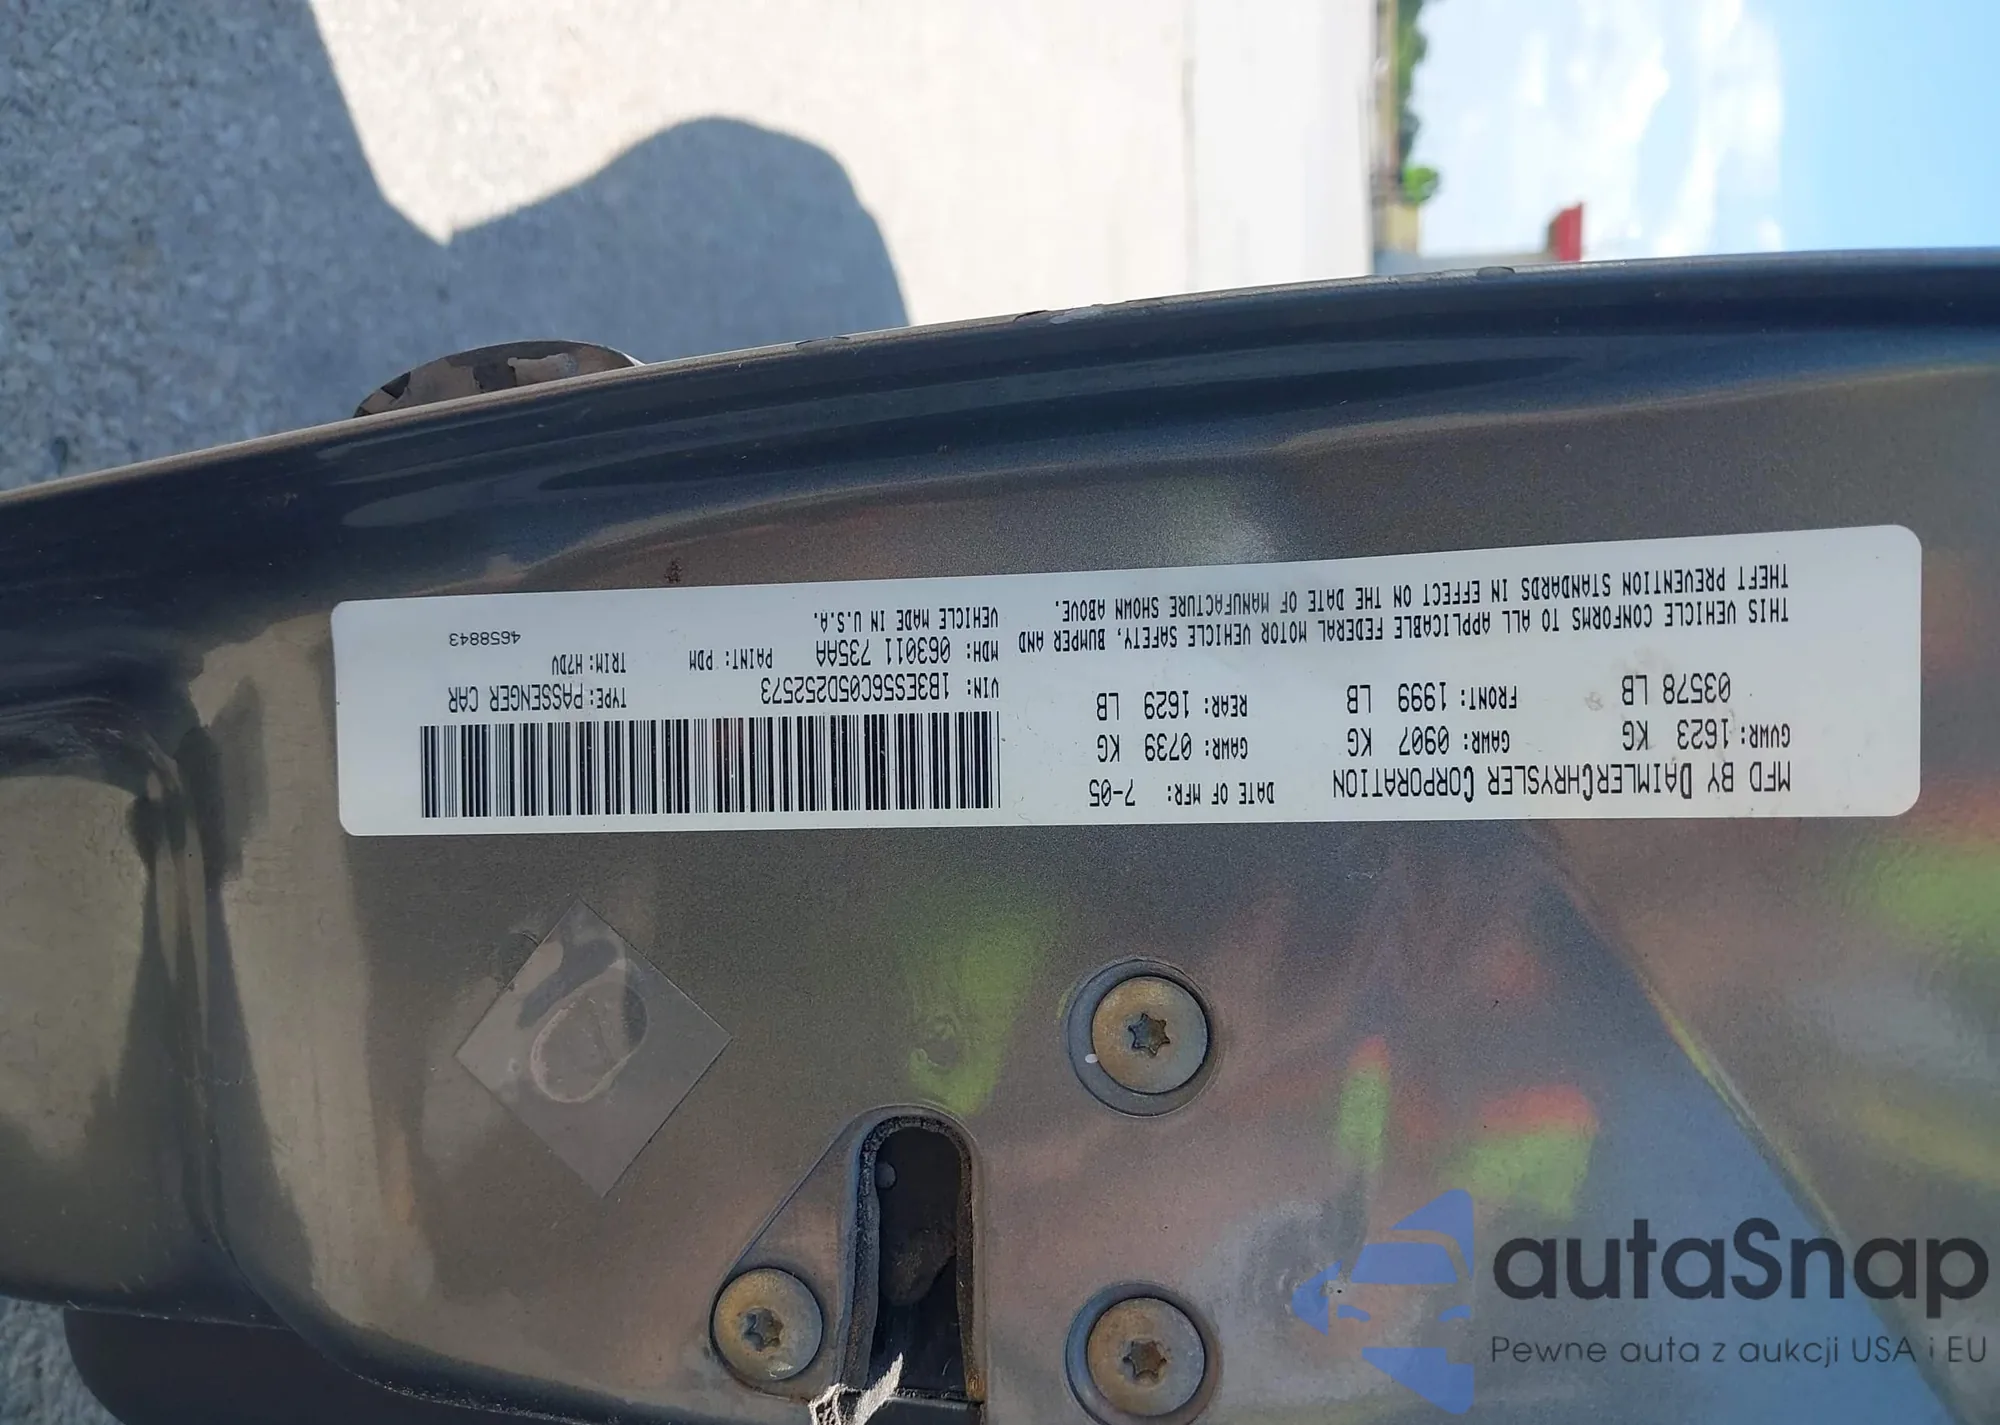 MFD BY DAIMLERCHRYSLER CORPORATION DATE OF MFR: 7-05
GVWR: 1623 KG GAWR: 0907 KG GAWR: 0739 KG
03578 LB FRONT: 1999 LB REAR: 1629 LB
THIS VEHICLE CONFORMS TO ALL APPLICABLE FEDERAL MOTOR VEHICLE SAFETY, BUMPER AND
THEFT PREVENTION STANDARDS IN EFFECT ON THE DATE OF MANUFACTURE SHOWN ABOVE.
VIN: 1B3ES56C05D252573 TYPE: PASSENGER CAR
MDH: 063011 735AA PAINT: PDM TRIM: H7DV
VEHICLE MADE IN U.S.A. 4658843
autaSnap
Pewne auta z aukcji USA i EU